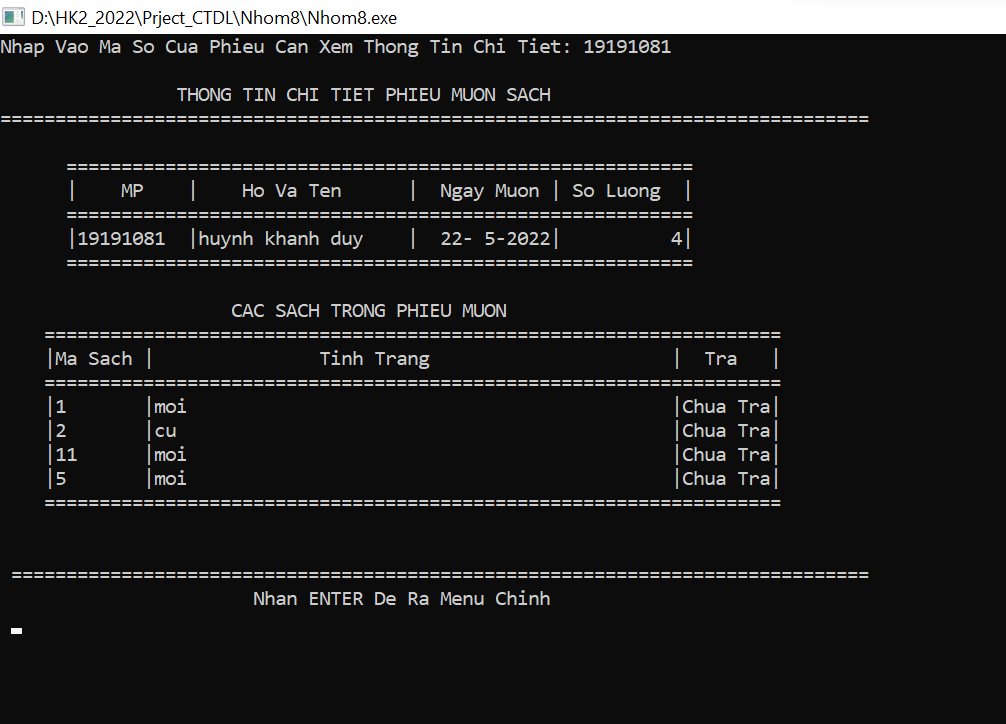 D:\HK2_2022\Prject_CTDL\Nhom8\Nhom8.exe
Nhap Vao Ma So Cua Phieu Can Xem Thong Tin Chi Tiet: 19191081
THONG TIN CHI TIET PHIEU MUON SACH
===============================================================================
=========================================================
|    MP    |    Ho Va Ten      |  Ngay Muon | So Luong  |
=========================================================
|19191081  |huynh khanh duy    |  22- 5-2022|          4|
=========================================================
CAC SACH TRONG PHIEU MUON
===================================================================
|Ma Sach |               Tinh Trang                      |  Tra   |
===================================================================
|1       |moi                                            |Chua Tra|
|2       |cu                                             |Chua Tra|
|11      |moi                                            |Chua Tra|
|5       |moi                                            |Chua Tra|
===================================================================
==============================================================================
Nhan ENTER De Ra Menu Chinh